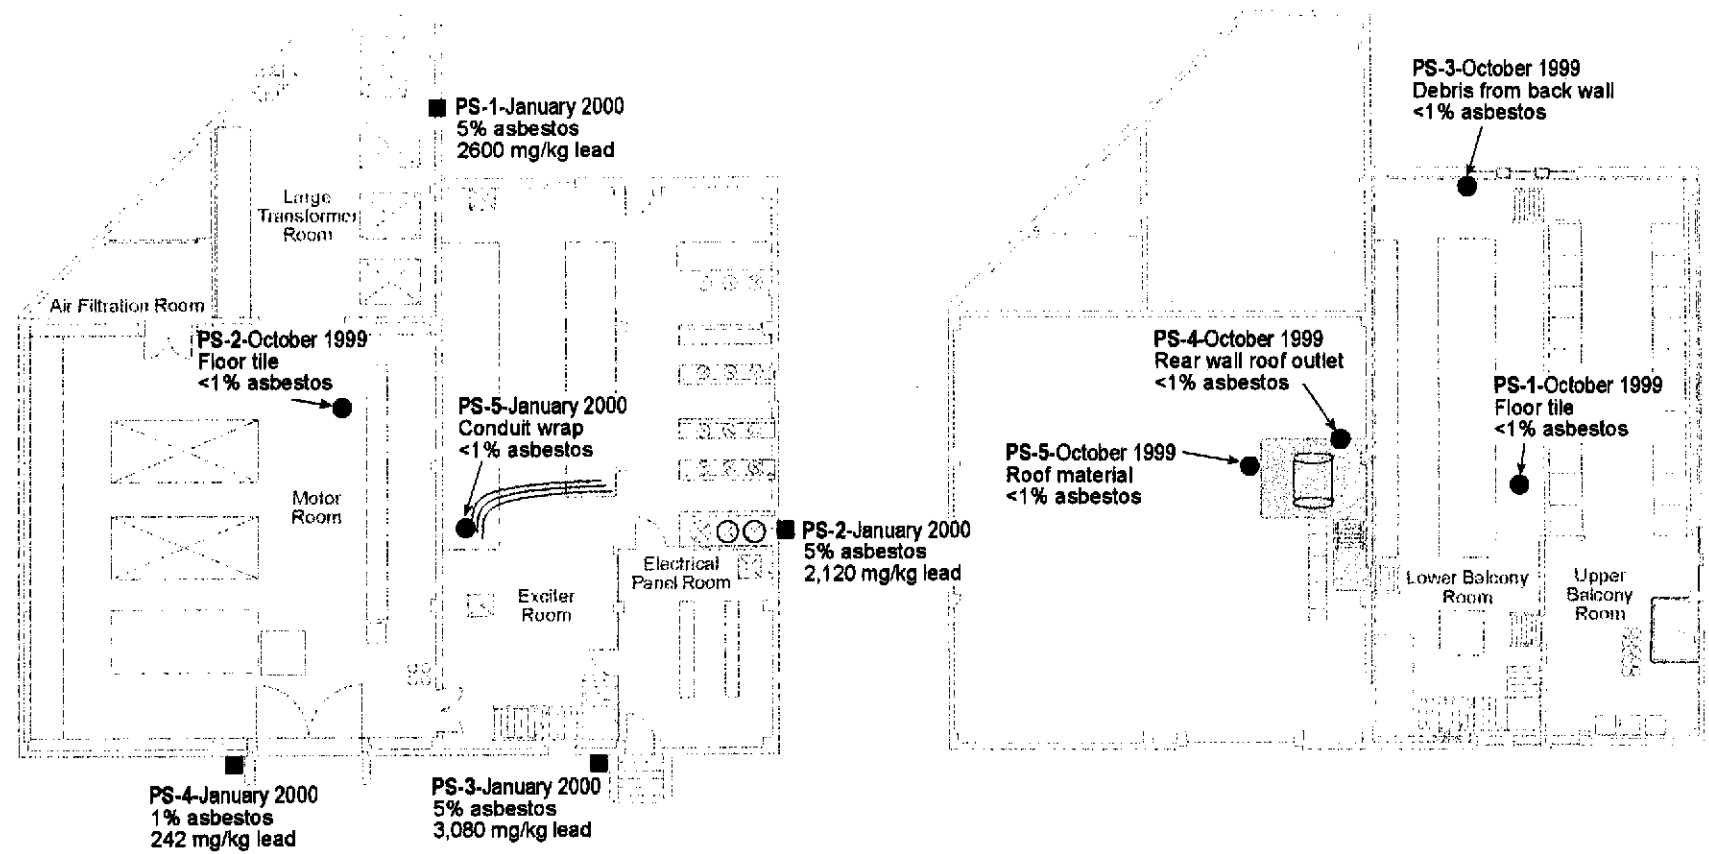 PS-1-January 2000
5% asbestos
2600 mg/kg lead
Large
Transformer
Room
Air Filtration Room
PS-2-October 1999
Floor tile
<1% asbestos
PS-5-January 2000
Conduit wrap
<1% asbestos
Motor
Room
PS-2-January 2000
5% asbestos
2,120 mg/kg lead
Electrical
Panel Room
Exciter
Room
PS-4-January 2000
1% asbestos
242 mg/kg lead
PS-3-January 2000
5% asbestos
3,080 mg/kg lead
PS-3-October 1999
Debris from back wall
<1% asbestos
PS-4-October 1999
Rear wall roof outlet
<1% asbestos
PS-1-October 1999
Floor tile
<1% asbestos
PS-5-October 1999
Roof material
<1% asbestos
Lower Balcony
Room
Upper
Balcony
Room